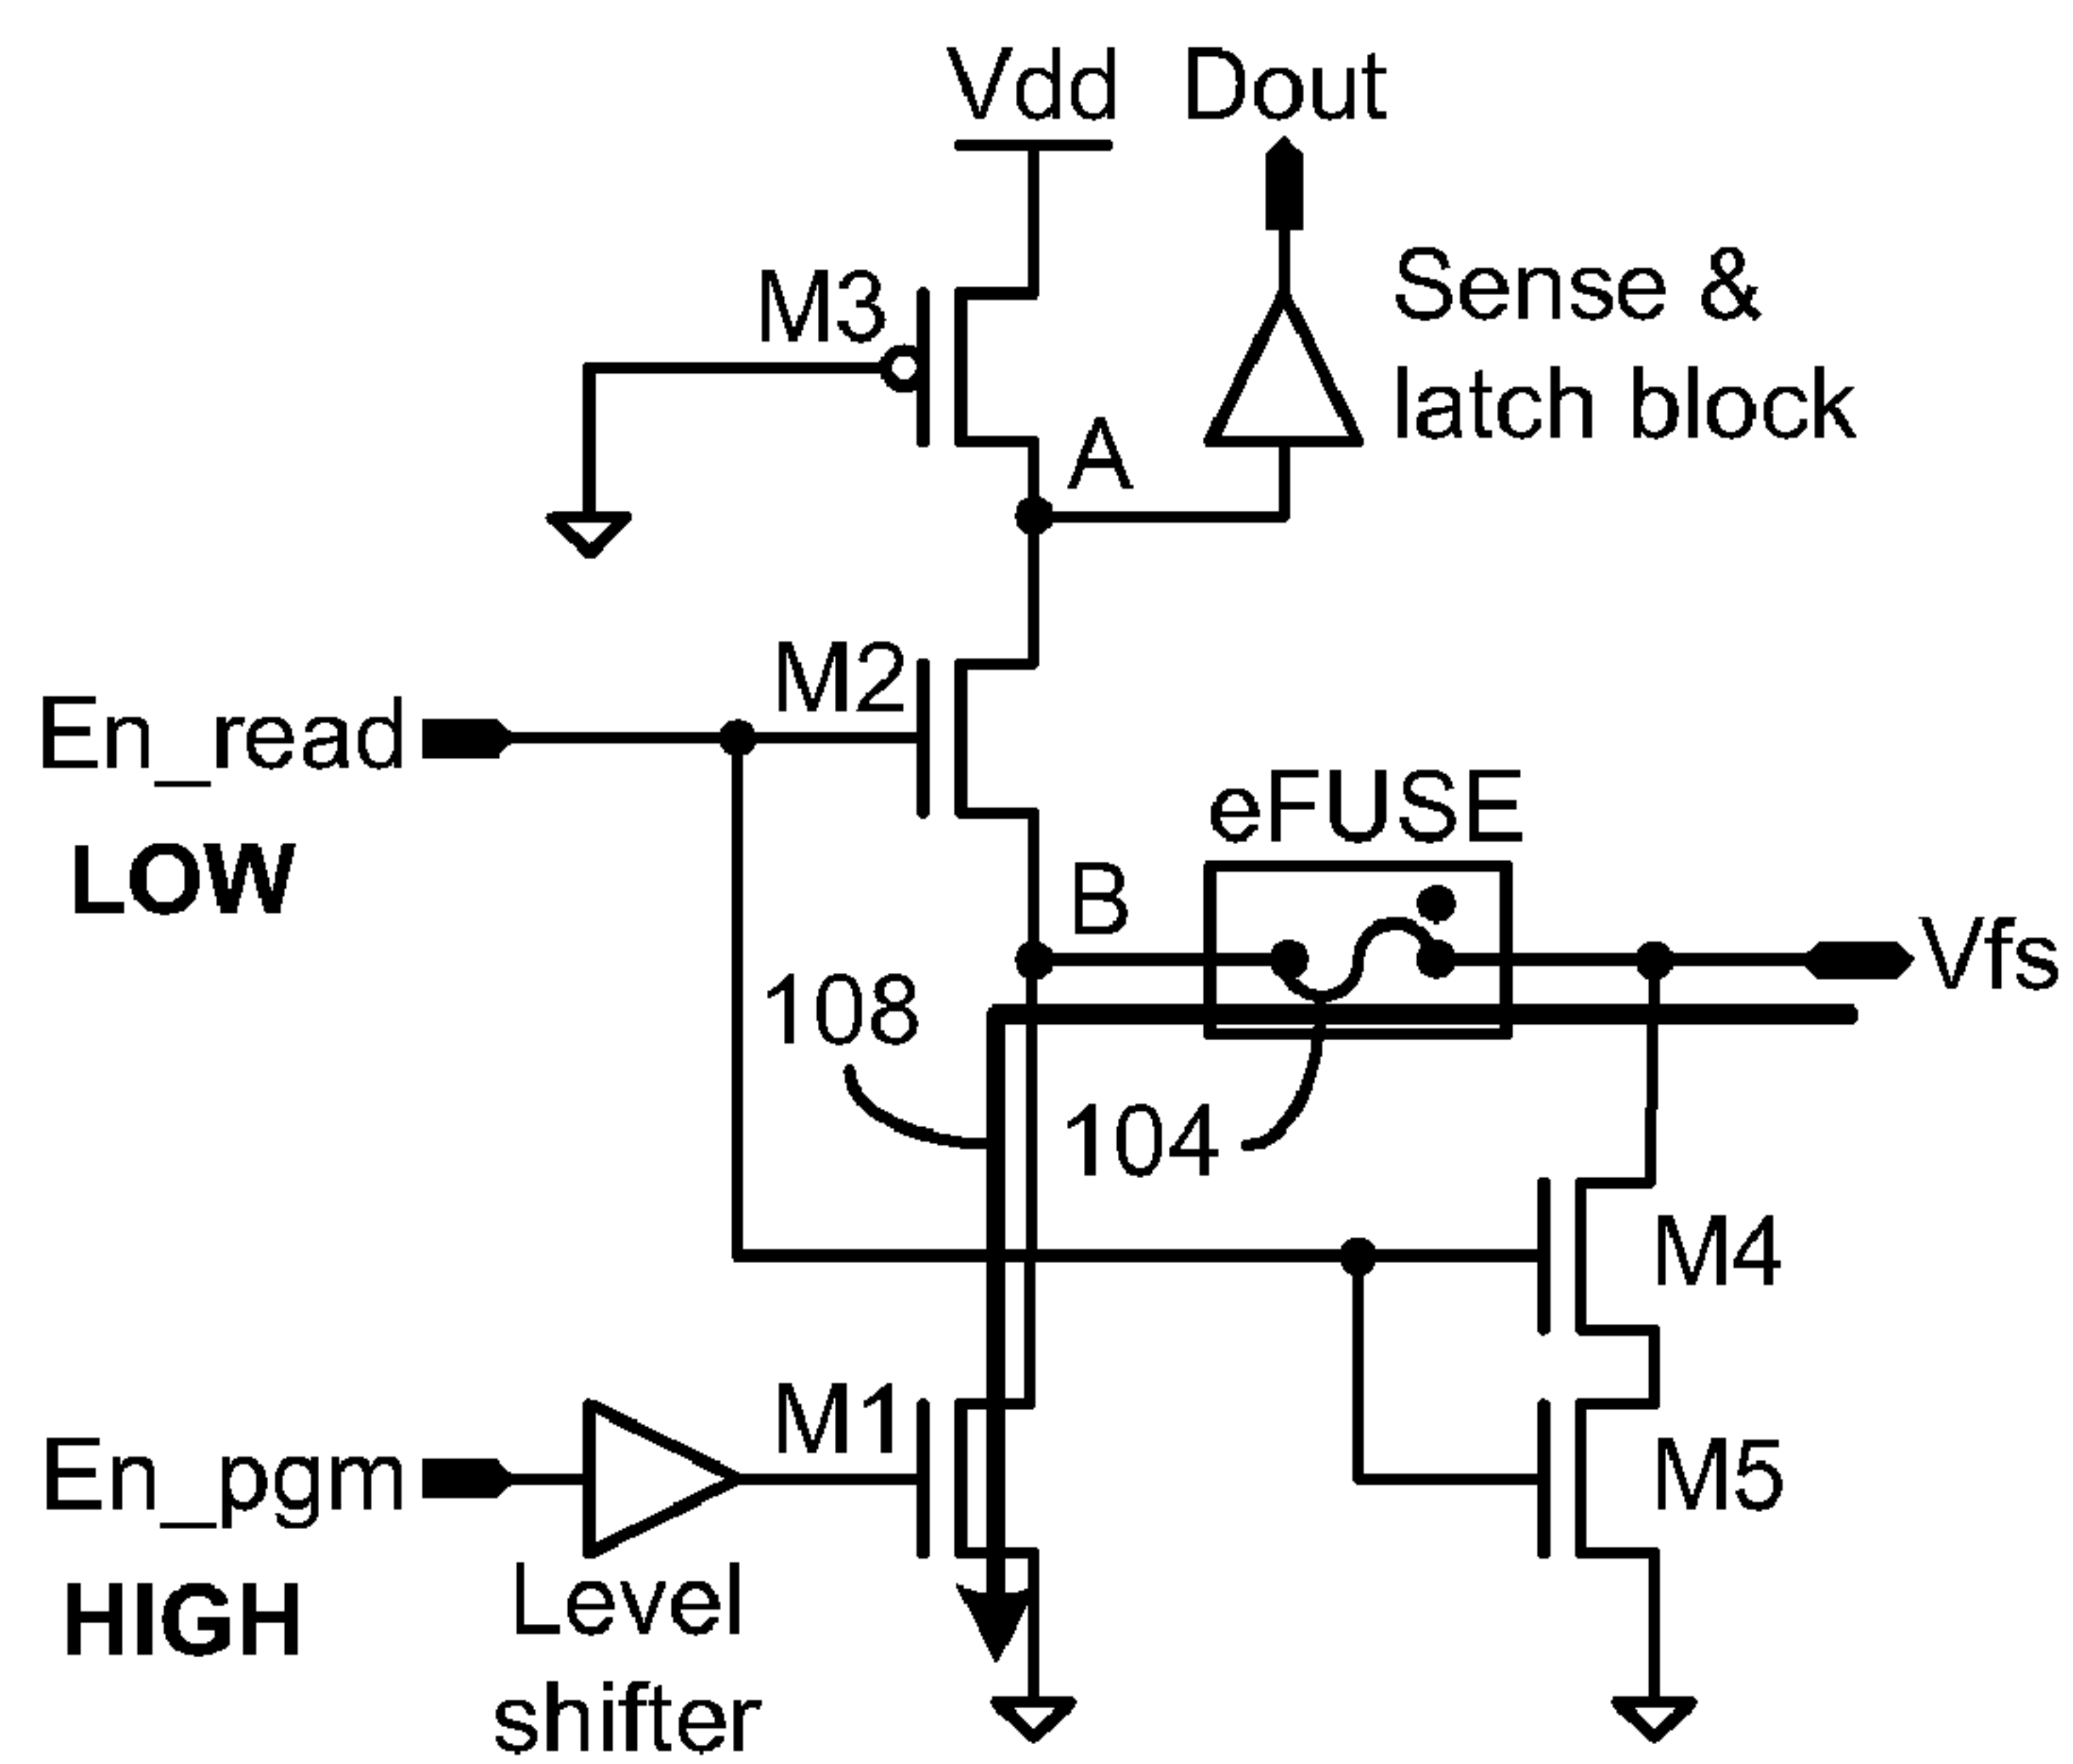 Vdd
Dout
M3
Sense &
latch block
A
M2
En_read
LOW
eFUSE
B
Vfs
108
104
M4
M1
En_pgm
HIGH
M5
Level
shifter